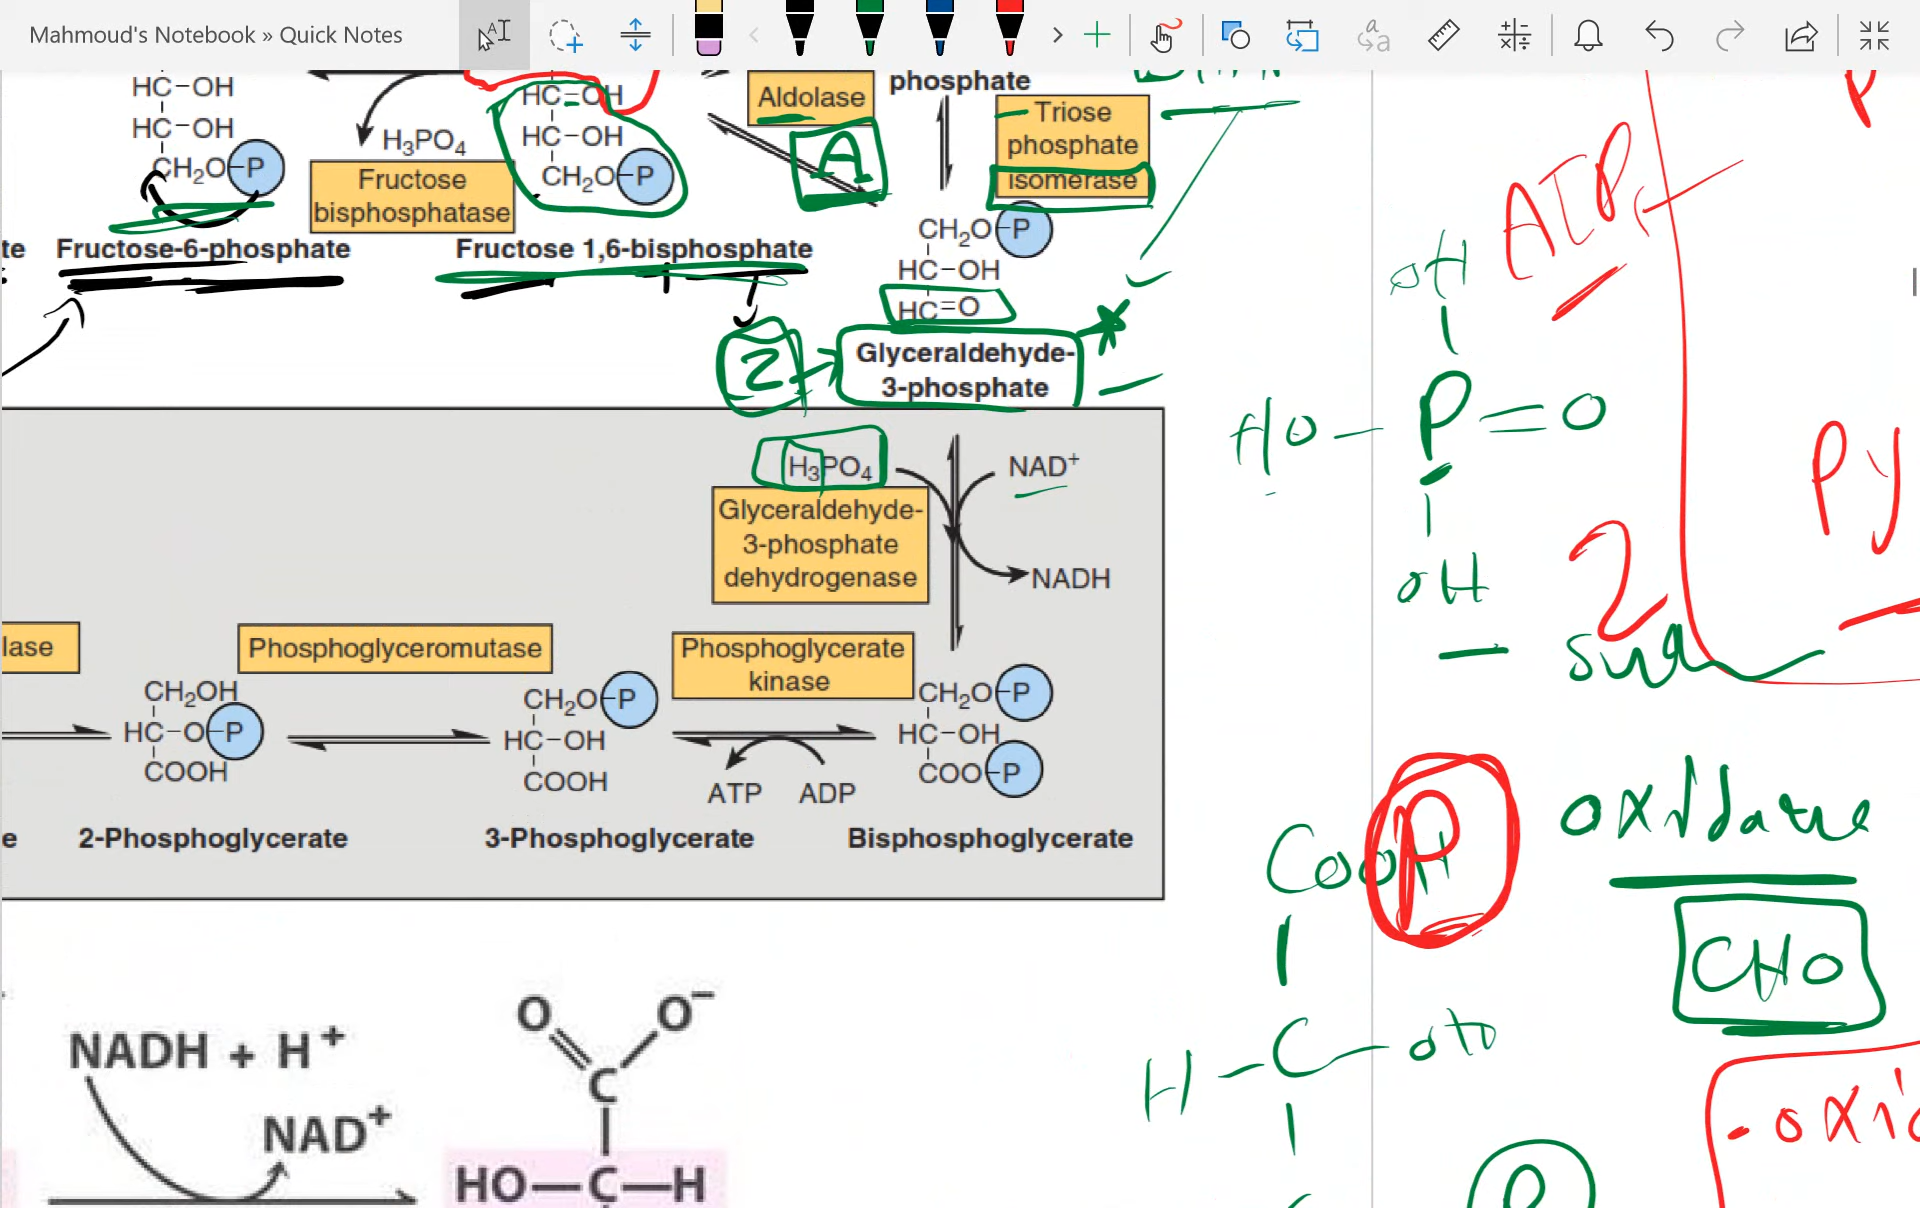 Mahmoud's Notebook » Quick Notes
HC-OH
HC-OH
CH₂O-P
H₃PO₄
Fructose
bisphosphatase
te
Fructose-6-phosphate
HC=OH
HC-OH
CH₂O-P
Fructose 1,6-bisphosphate
Aldolase
A
phosphate
Triose
phosphate
isomerase
CH₂O-P
HC-OH
HC=O
2
Glyceraldehyde-
3-phosphate
H₃PO₄
NAD⁺
Glyceraldehyde-
3-phosphate
dehydrogenase
NADH
lase
Phosphoglyceromutase
Phosphoglycerate
kinase
CH₂OH
HC-O-P
COOH
CH₂O-P
HC-OH
COOH
ATP
ADP
CH₂O-P
HC-OH
COO-P
e
2-Phosphoglycerate
3-Phosphoglycerate
Bisphosphoglycerate
NADH + H⁺
NAD⁺
O
O⁻
C
HO—C—H
P
ATP
oH
Ho — P = O
oH
2
Py
CooH
P
oxidative
CHO
H - C - oH
P